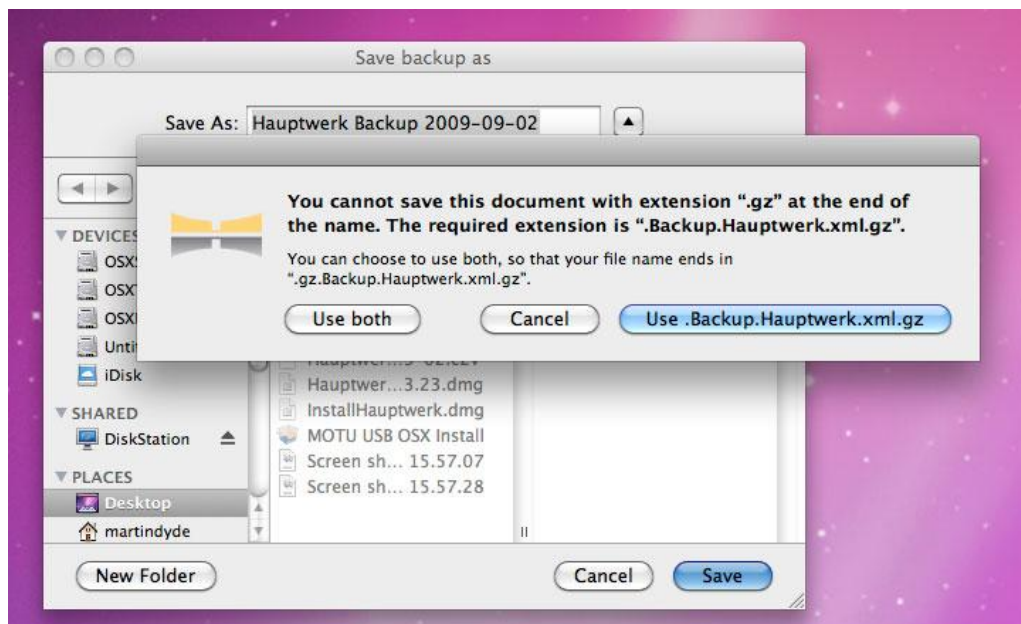 Save backup as
Save As: Hauptwerk Backup 2009-09-02
You cannot save this document with extension “.gz” at the end of
the name. The required extension is “.Backup.Hauptwerk.xml.gz”.
You can choose to use both, so that your file name ends in
“.gz.Backup.Hauptwerk.xml.gz”.
Use both
Cancel
Use .Backup.Hauptwerk.xml.gz
DEVICES
OSX
OSX
OSX
Unti
iDisk
SHARED
DiskStation
PLACES
Desktop
martindyde
Hauptwer...3.23.dmg
InstallHauptwerk.dmg
MOTU USB OSX Install
Screen sh... 15.57.07
Screen sh... 15.57.28
New Folder
Cancel
Save